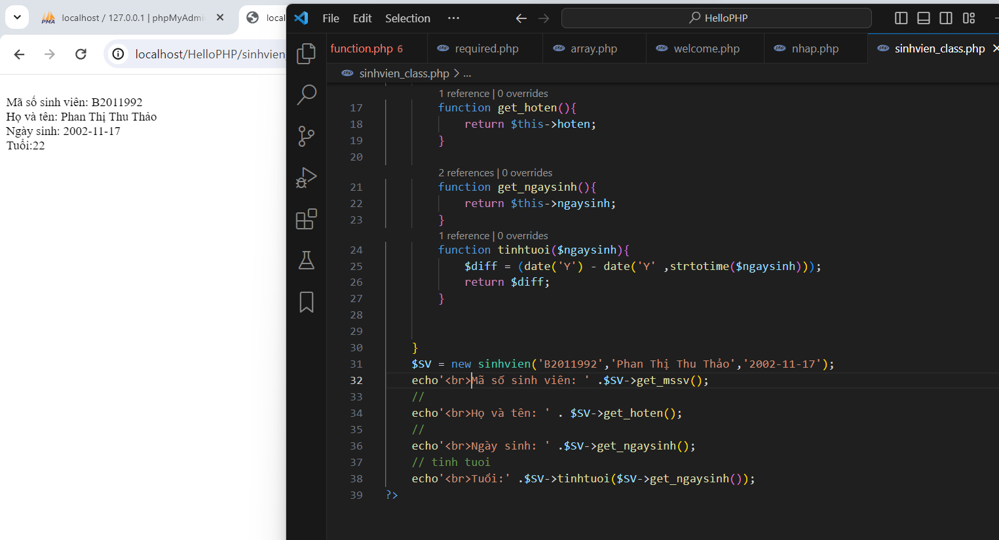 localhost / 127.0.0.1 | phpMyAdmi
local
localhost/HelloPHP/sinhvien
Mã số sinh viên: B2011992
Họ và tên: Phan Thị Thu Thảo
Ngày sinh: 2002-11-17
Tuổi:22
File Edit Selection ···
HelloPHP
function.php 6 required.php array.php welcome.php nhap.php sinhvien_class.php
sinhvien_class.php > ...
1 reference | 0 overrides
17 function get_hoten(){
18 return $this->hoten;
19 }
20
2 references | 0 overrides
21 function get_ngaysinh(){
22 return $this->ngaysinh;
23 }
1 reference | 0 overrides
24 function tinhtuoi($ngaysinh){
25 $diff = (date('Y') - date('Y' ,strtotime($ngaysinh)));
26 return $diff;
27 }
28
29
30 }
31 $SV = new sinhvien('B2011992','Phan Thị Thu Thảo','2002-11-17');
32 echo'<br>Mã số sinh viên: ' .$SV->get_mssv();
33 //
34 echo'<br>Họ và tên: ' . $SV->get_hoten();
35 //
36 echo'<br>Ngày sinh: ' .$SV->get_ngaysinh();
37 // tinh tuoi
38 echo'<br>Tuổi:' .$SV->tinhtuoi($SV->get_ngaysinh());
39 ?>